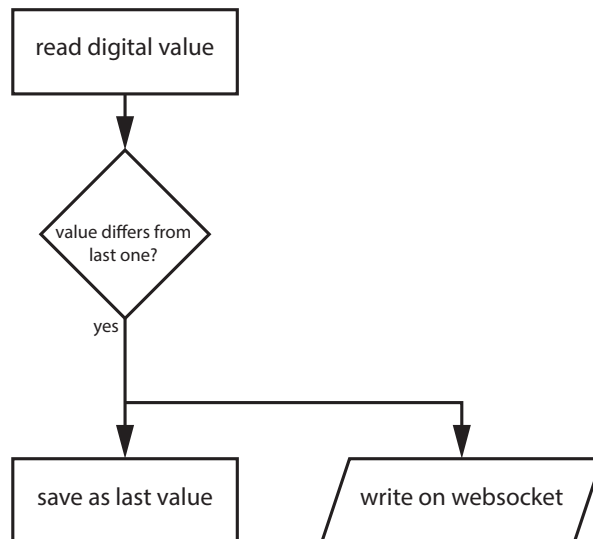 read digital value
value differs from
last one?
yes
save as last value
write on websocket